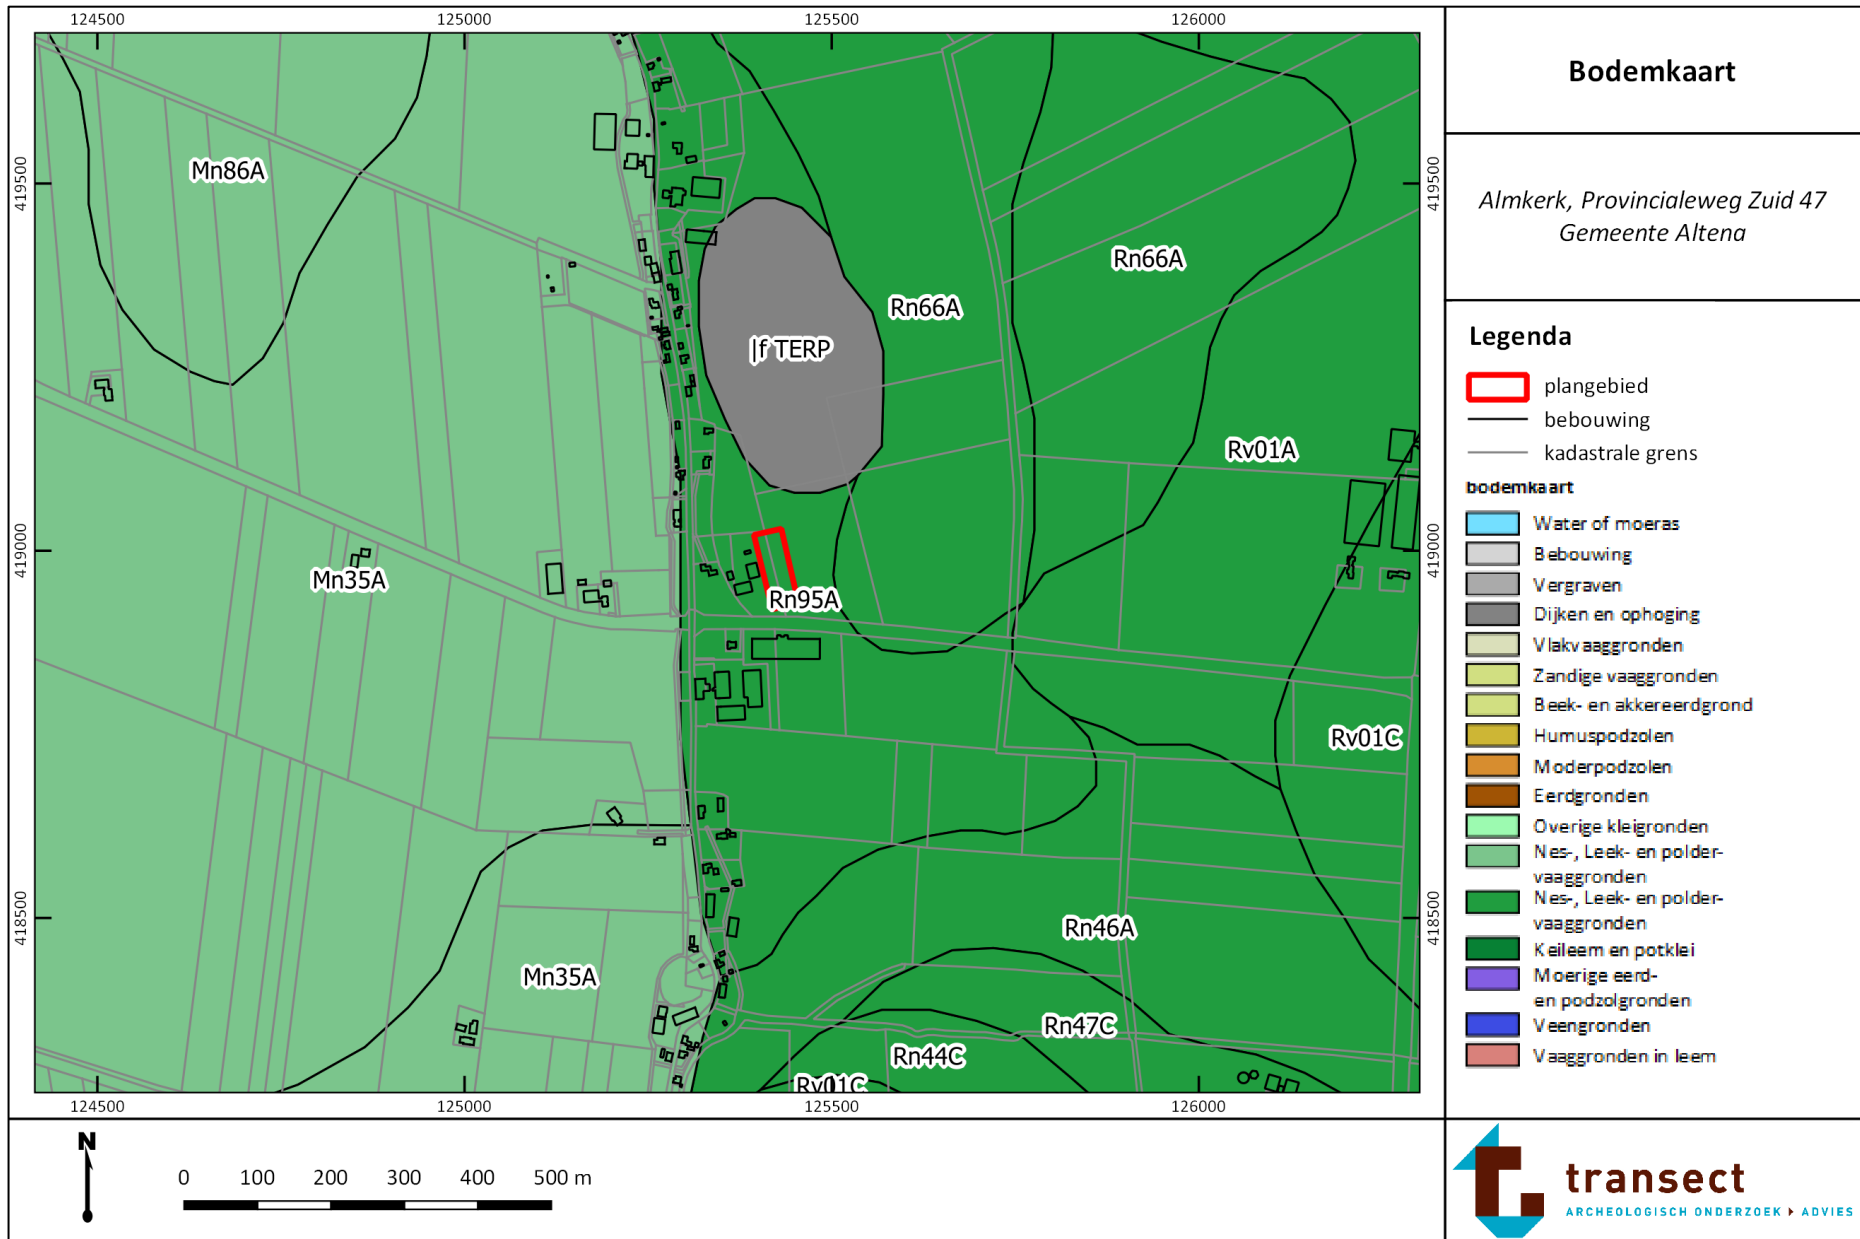 124500
125000
125500
126000
419500
419000
418500
419500
419000
418500
Mn86A
Rn66A
Rn66A
|f TERP
Rv01A
Mn35A
Rn95A
Rv01C
Rn46A
Mn35A
Rn47C
Rn44C
Rv01C
124500
125000
125500
126000
N
0 100 200 300 400 500 m
Bodemkaart
Almkerk, Provincialeweg Zuid 47
Gemeente Altena
Legenda
plangebied
bebouwing
kadastrale grens
bodemkaart
Water of moeras
Bebouwing
Vergraven
Dijken en ophoging
Vlakvaaggronden
Zandige vaaggronden
Beek- en akkereerdgrond
Humuspodzolen
Moderpodzolen
Eerdgronden
Overige kleigronden
Nes-, Leek- en polder-
vaaggronden
Nes-, Leek- en polder-
vaaggronden
Keileem en potklei
Moerige eerd-
en podzolgronden
Veengronden
Vaaggronden in leem
transect
ARCHEOLOGISCH ONDERZOEK ▸ ADVIES